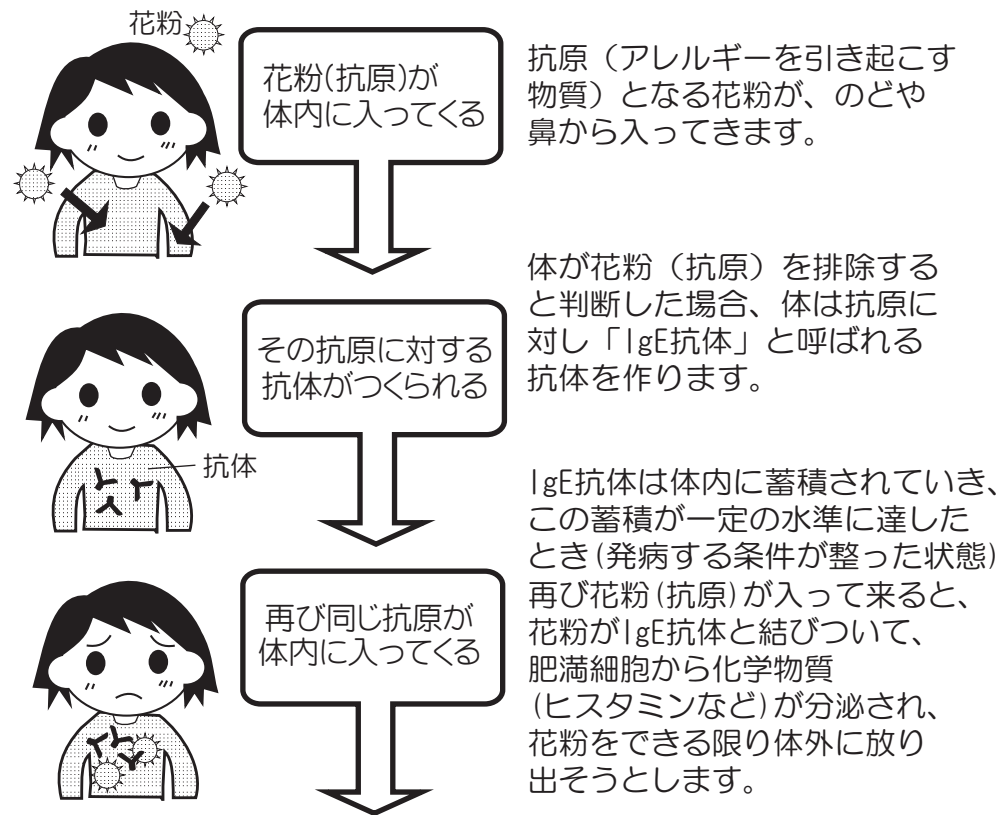 花粉
花粉(抗原)が
体内に入ってくる
抗原（アレルギーを引き起こす
物質）となる花粉が、のどや
鼻から入ってきます。
その抗原に対する
抗体がつくられる
抗体
体が花粉（抗原）を排除する
と判断した場合、体は抗原に
対し「IgE抗体」と呼ばれる
抗体を作ります。
再び同じ抗原が
体内に入ってくる
IgE抗体は体内に蓄積されていき、
この蓄積が一定の水準に達した
とき(発病する条件が整った状態)
再び花粉(抗原)が入って来ると、
花粉がIgE抗体と結びついて、
肥満細胞から化学物質
(ヒスタミンなど)が分泌され、
花粉をできる限り体外に放り
出そうとします。